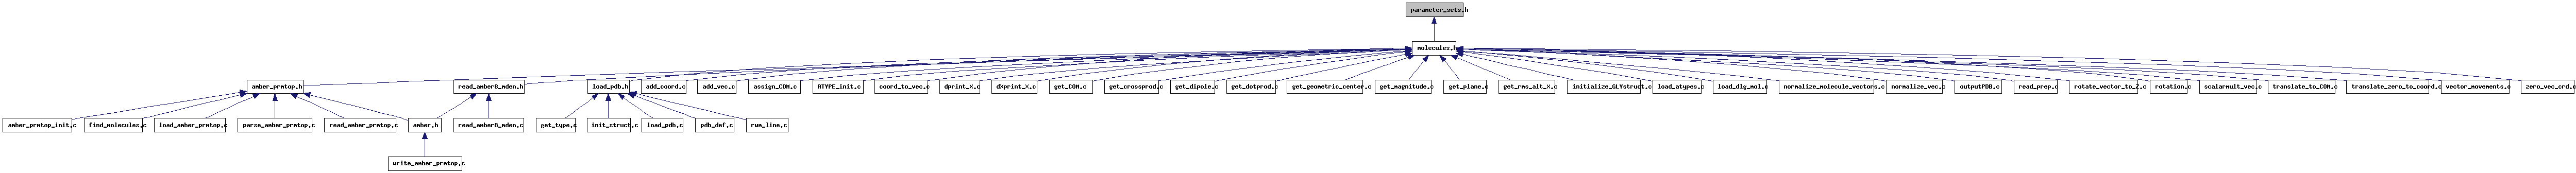 parameter_sets.h
molecules.h
amber_prmtop.h
read_amber8_mden.h
load_pdb.h
add_coord.c
add_vec.c
assign_COM.c
ATYPE_init.c
coord_to_vec.c
dprint_X.c
dXprint_X.c
get_COM.c
get_crossprod.c
get_dipole.c
get_dotprod.c
get_geometric_center.c
get_magnitude.c
get_plane.c
get_rms_alt_X.c
initialize_GLYstruct.c
load_atypes.c
load_dlg_mol.c
normalize_molecule_vectors.c
normalize_vec.c
outputPDB.c
read_prep.c
rotate_vector_to_Z.c
rotation.c
scalarmult_vec.c
translate_to_COM.c
translate_zero_to_coord.c
vector_movements.c
zero_vec_crd.c
amber_prmtop_init.c
find_molecules.c
load_amber_prmtop.c
parse_amber_prmtop.c
read_amber_prmtop.c
amber.h
read_amber8_mden.c
get_type.c
init_struct.c
load_pdb.c
pdb_def.c
rwm_line.c
write_amber_prmtop.c